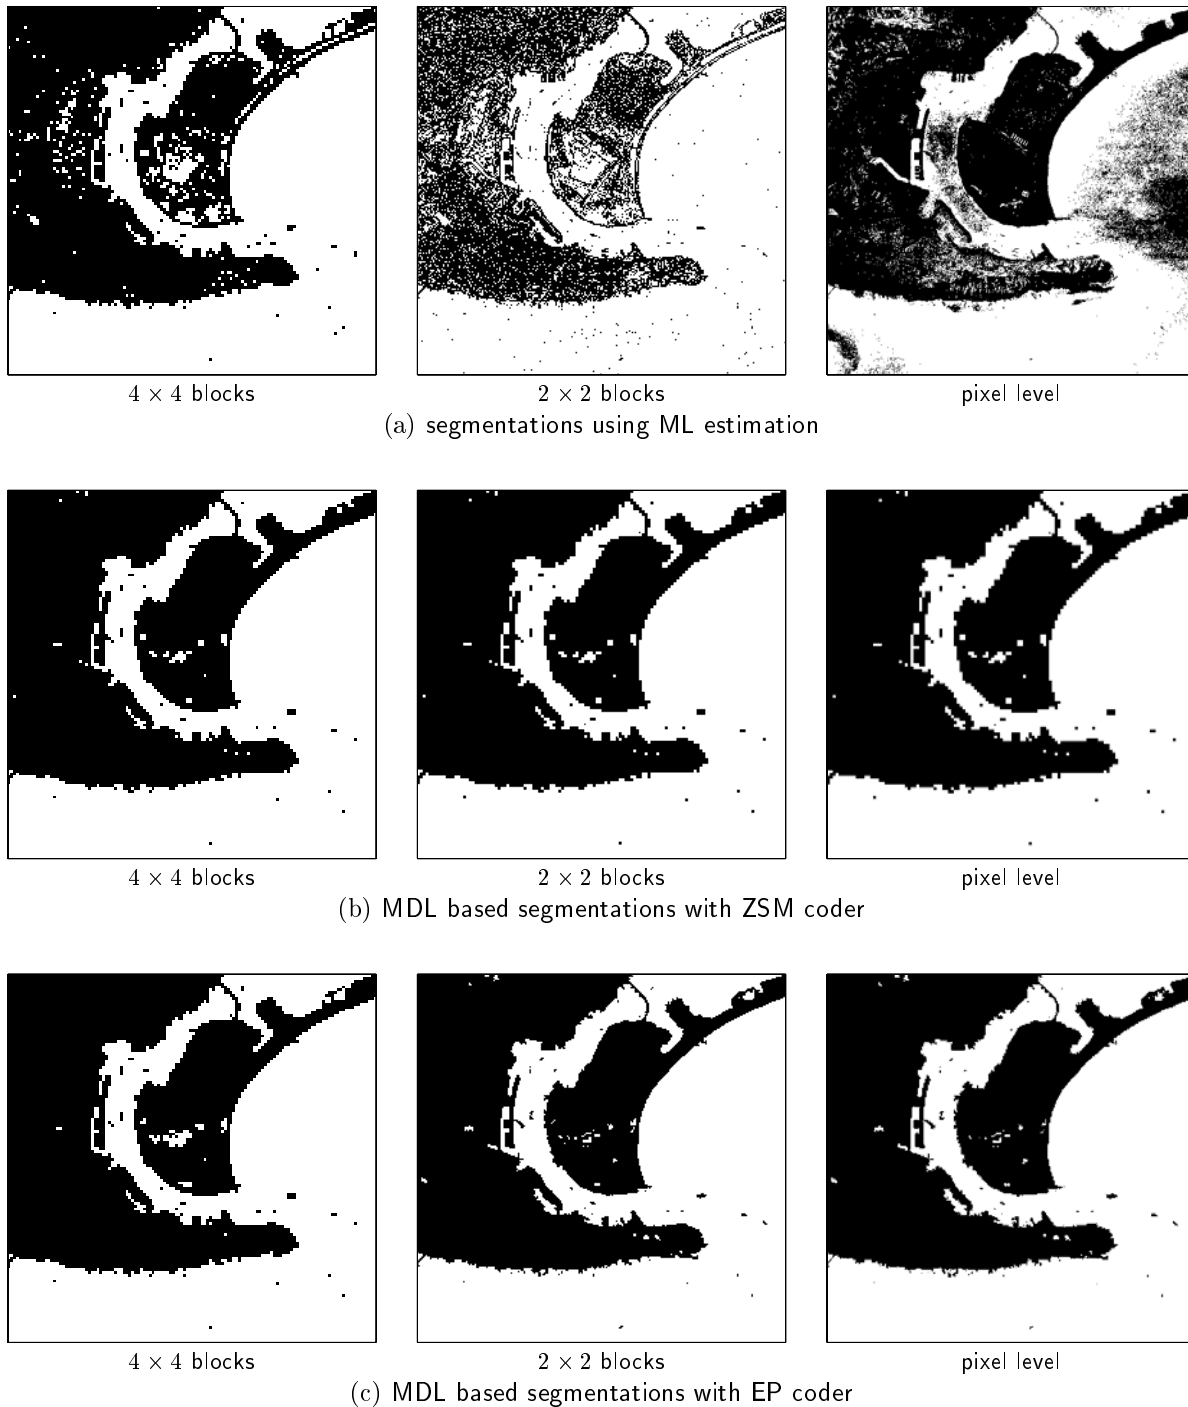 4 × 4 blocks 2 × 2 blocks pixel level
(a) segmentations using ML estimation
4 × 4 blocks 2 × 2 blocks pixel level
(b) MDL based segmentations with ZSM coder
4 × 4 blocks 2 × 2 blocks pixel level
(c) MDL based segmentations with EP coder